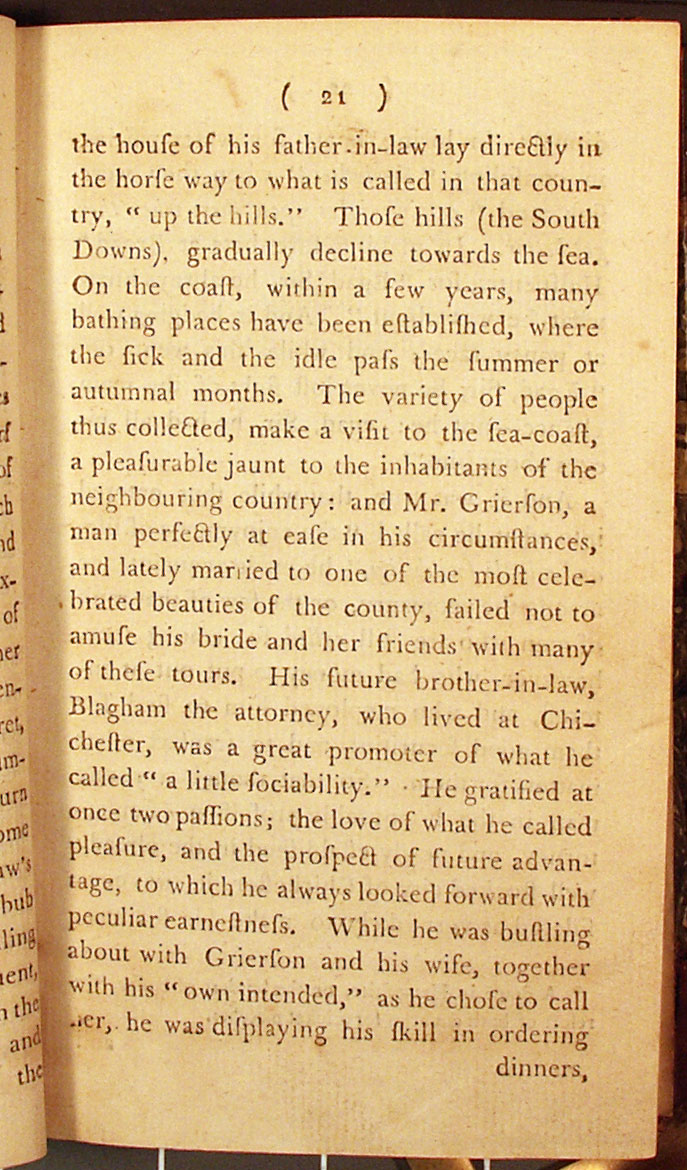 ( 21 )
the houſe of his father-in-law lay directly in
the horſe way to what is called in that coun-
try, “ up the hills.” Thoſe hills (the South
Downs), gradually decline towards the ſea.
On the coaſt, within a few years, many
bathing places have been eſtabliſhed, where
the ſick and the idle paſs the ſummer or
autumnal months. The variety of people
thus collected, make a viſit to the ſea-coaſt,
a pleaſurable jaunt to the inhabitants of the
neighbouring country: and Mr. Grierſon, a
man perfectly at eaſe in his circumſtances,
and lately married to one of the moſt cele-
brated beauties of the county, failed not to
amuſe his bride and her friends with many
of theſe tours. His future brother-in-law,
Blagham the attorney, who lived at Chi-
cheſter, was a great promoter of what he
called “ a little ſociability.” He gratified at
once two paſſions; the love of what he called
pleaſure, and the proſpect of future advan-
tage, to which he always looked forward with
peculiar earneſtneſs. While he was buſtling
about with Grierſon and his wife, together
with his “ own intended,” as he choſe to call
her, he was diſplaying his ſkill in ordering
dinners,